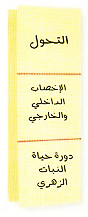 التحول
الإخصاب
الداخلي
والخارجي
دورة حياة
النبات
الزهري